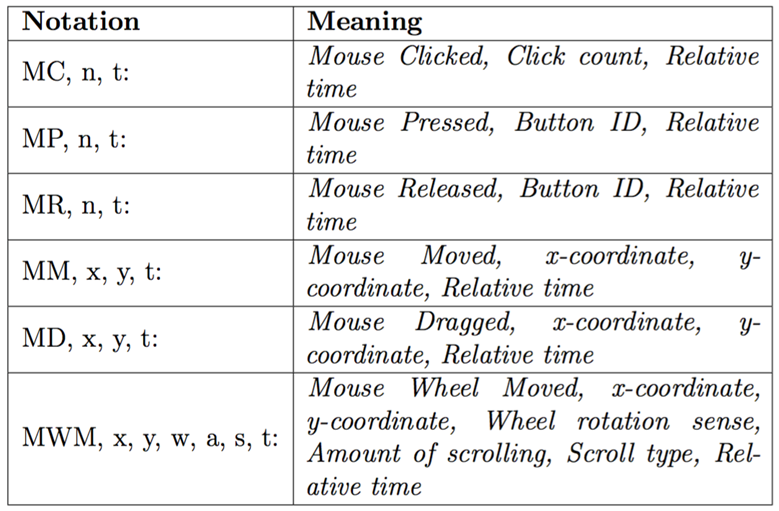 Notation Meaning
MC, n, t: Mouse Clicked, Click count, Relative
time
MP, n, t: Mouse Pressed, Button ID, Relative
time
MR, n, t: Mouse Released, Button ID, Relative
time
MM, x, y, t: Mouse Moved, x-coordinate, y-
coordinate, Relative time
MD, x, y, t: Mouse Dragged, x-coordinate, y-
coordinate, Relative time
MWM, x, y, w, a, s, t: Mouse Wheel Moved, x-coordinate,
y-coordinate, Wheel rotation sense,
Amount of scrolling, Scroll type, Rel-
ative time